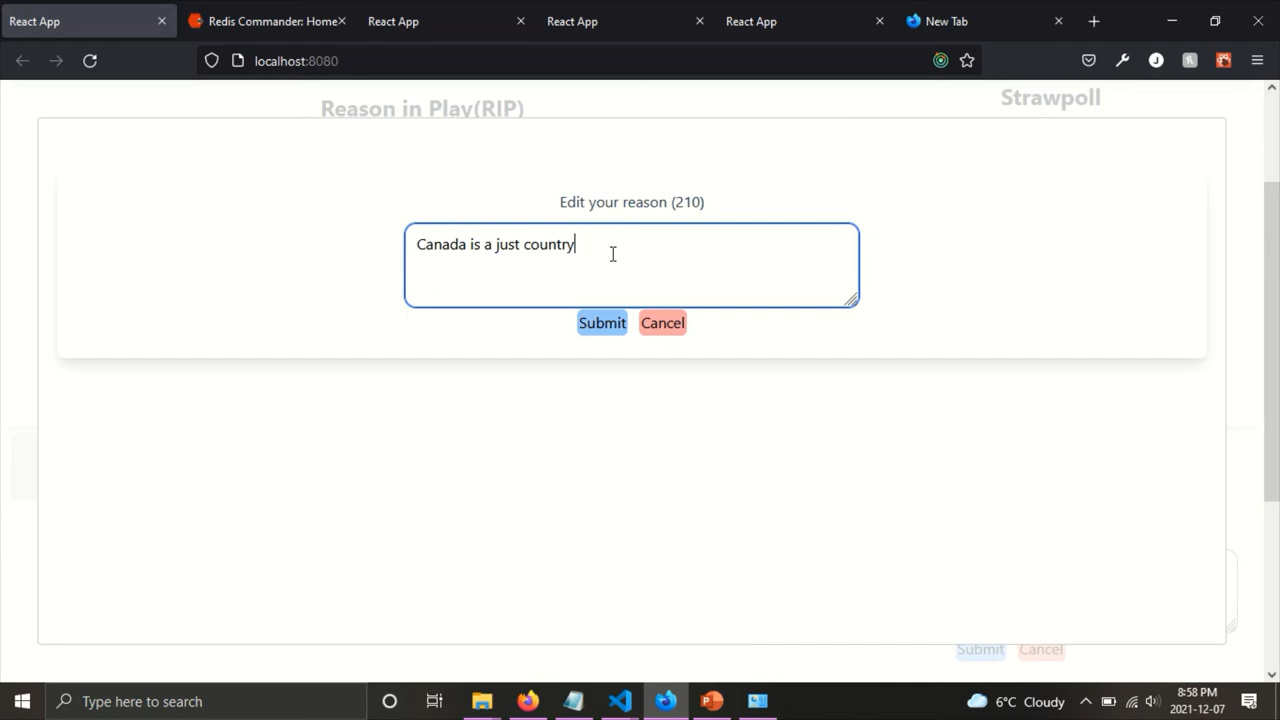 React App
Redis Commander: Home
React App
React App
React App
New Tab
localhost:8080
J
Reason in Play(RIP)
Strawpoll
Edit your reason (210)
Canada is a just country
Submit
Cancel
Submit
Cancel
Type here to search
6°C Cloudy
8:58 PM
2021-12-07